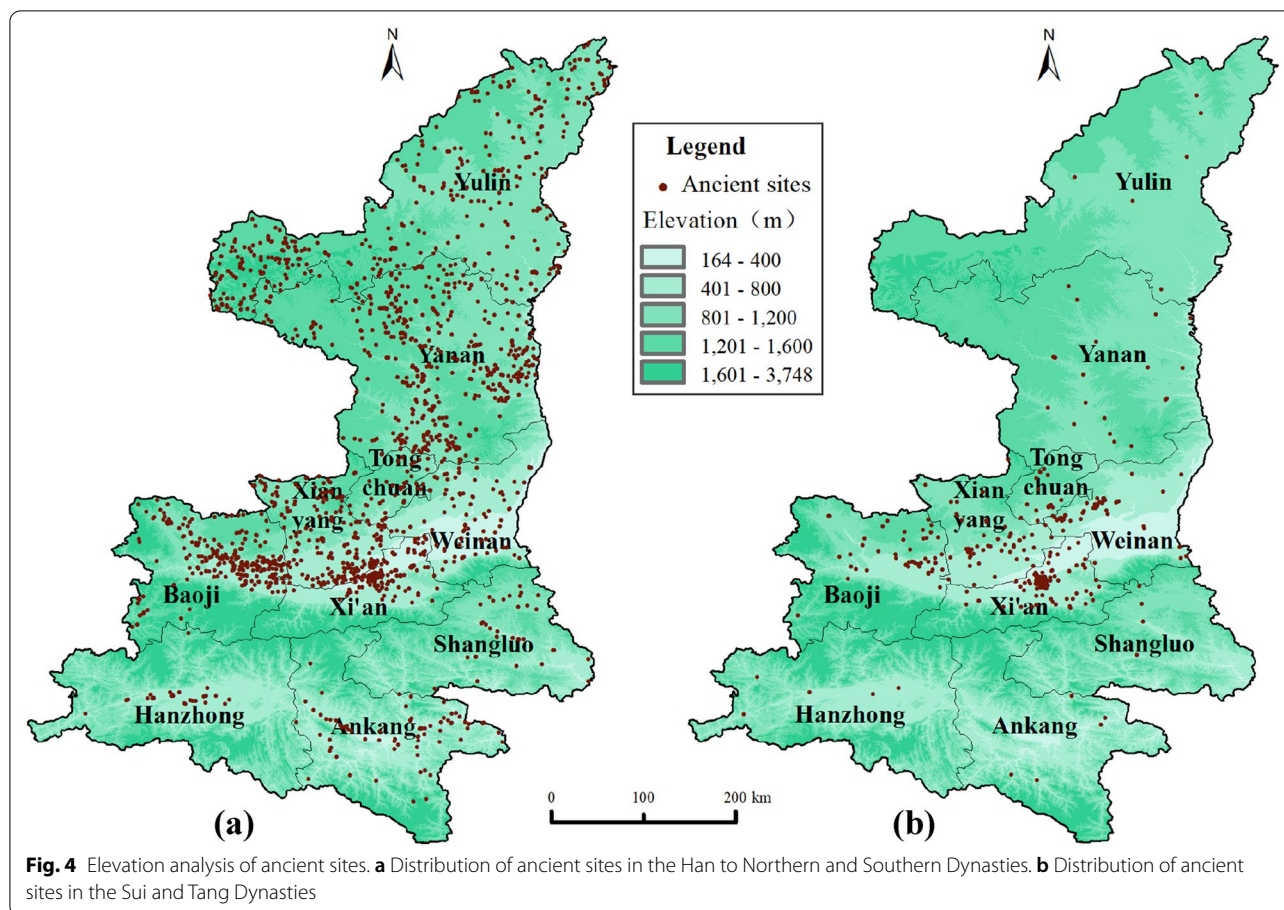 N
N
Legend
Ancient sites
Elevation（m）
164 - 400
401 - 800
801 - 1,200
1,201 - 1,600
1,601 - 3,748
Yulin
Yanan
Tong
chuan
Xian
yang
Weinan
Baoji
Xi'an
Shangluo
Hanzhong
Ankang
(a)
0 100 200 km
Yulin
Yanan
Tong
chuan
Xian
yang
Weinan
Baoji
Xi'an
Shangluo
Hanzhong
Ankang
(b)
Fig. 4 Elevation analysis of ancient sites. a Distribution of ancient sites in the Han to Northern and Southern Dynasties. b Distribution of ancient
sites in the Sui and Tang Dynasties